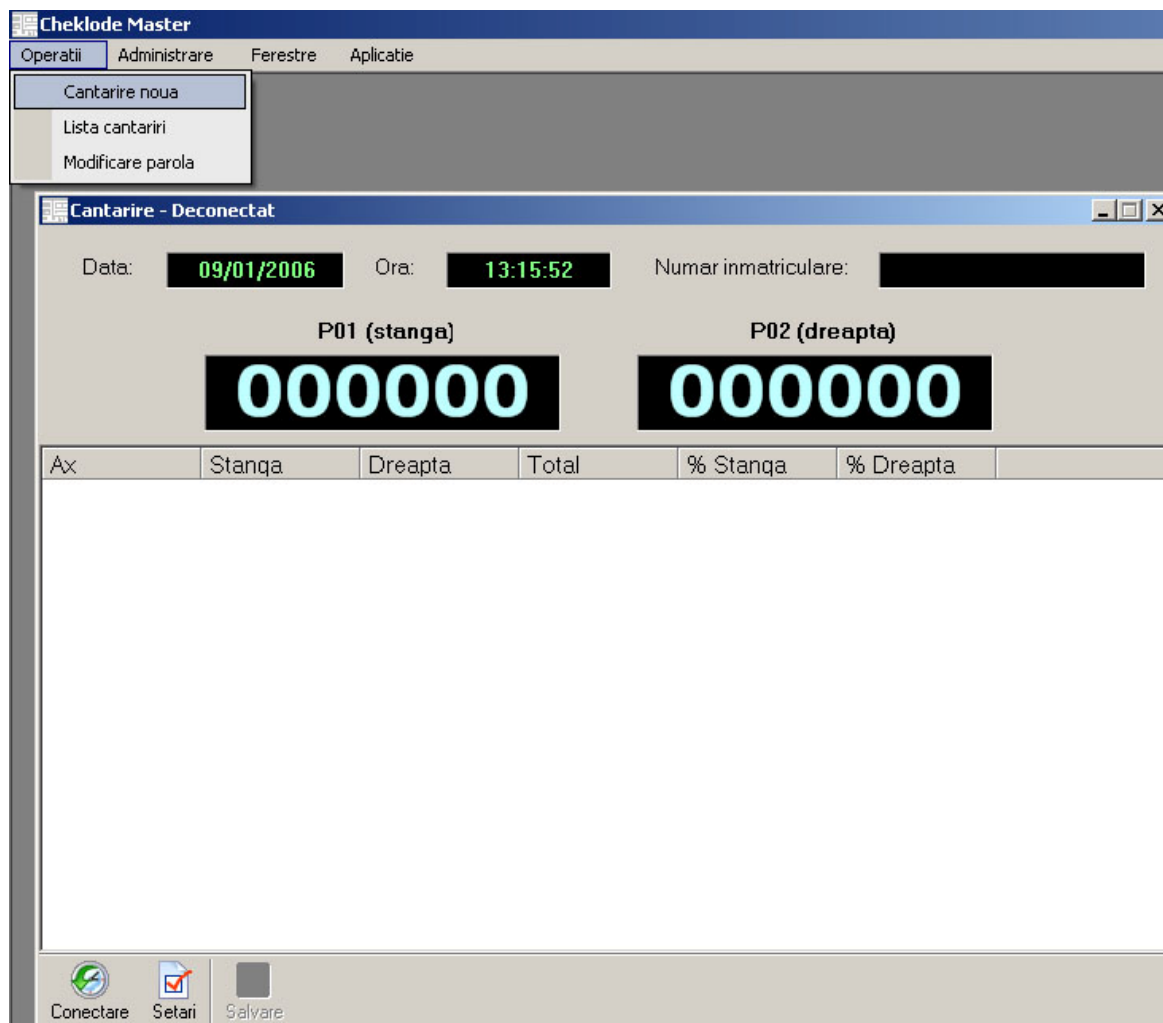 Cheklode Master
Operatii Administrare Ferestre Aplicatie
Cantarire noua
Lista cantariri
Modificare parola
Cantarire - Deconectat
Data: 09/01/2006 Ora: 13:15:52 Numar inmatriculare:
P01 (stanga) P02 (dreapta)
000000 000000
Ax Stanga Dreapta Total % Stanga % Dreapta
Conectare Setari Salvare